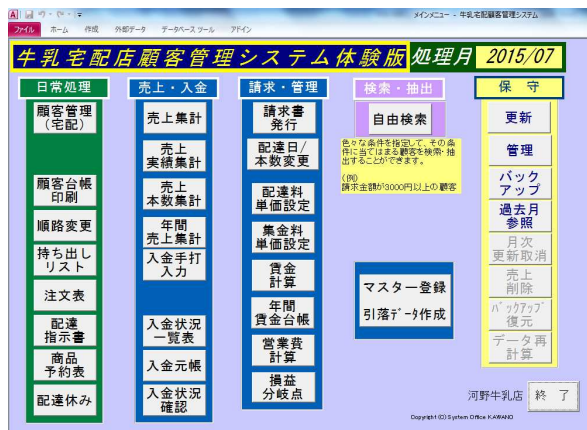 メインメニュー - 牛乳宅配顧客管理システム
ファイル ホーム 作成 外部データ データベース ツール アドイン
牛乳宅配店顧客管理システム体験版
処理月 2015/07
日常処理
顧客管理
(宅配)
顧客台帳
印刷
順路変更
持ち出し
リスト
注文表
配達
指示書
商品
予約表
配達休み
売上・入金
売上集計
売上
実績集計
売上
本数集計
年間
売上集計
入金手打
入力
入金状況
一覧表
入金元帳
入金状況
確認
請求・管理
請求書
発行
配達日/
本数変更
配達料
単価設定
集金料
単価設定
賃金
計算
年間
賃金台帳
営業費
計算
損益
分岐点
検索・抽出
自由検索
色々な条件を指定して、その条
件に当てはまる顧客を検索・抽
出することができます。
(例)
請求金額が3000円以上の顧客
マスター登録
引落データ作成
保 守
更新
管理
バック
アップ
過去月
参照
月次
更新取消
売上
削除
バックアップ
復元
データ再
計算
河野牛乳店
終 了
Copyright (C) System Office KAWANO